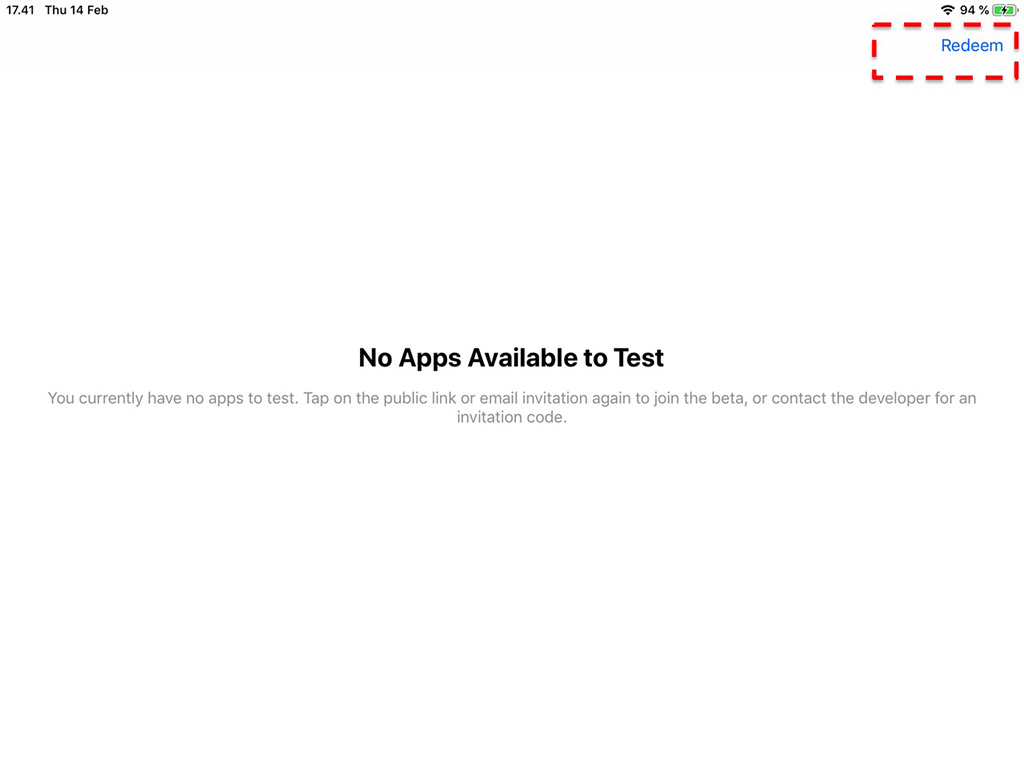 17.41 Thu 14 Feb
94 %
Redeem
No Apps Available to Test
You currently have no apps to test. Tap on the public link or email invitation again to join the beta, or contact the developer for an
invitation code.